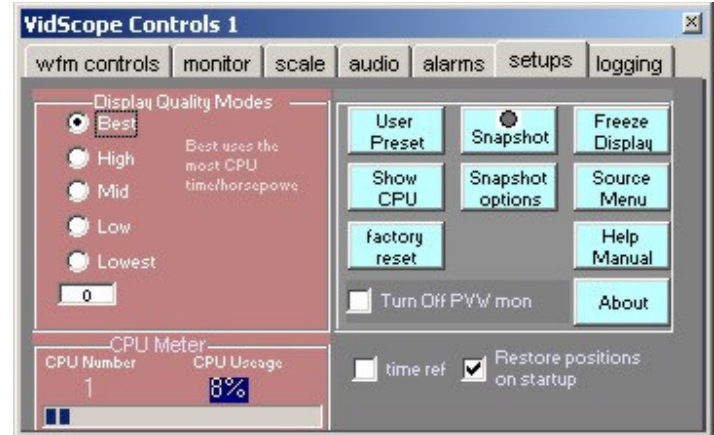 VidScope Controls 1
wfm controls monitor scale audio alarms setups logging
Display Quality Modes
Best
High
Mid
Low
Lowest
Best uses the
most CPU
time/horsepowe
0
CPU Meter
CPU Number CPU Useage
1 8%
User
Preset
Snapshot
Freeze
Display
Show
CPU
Snapshot
options
Source
Menu
factory
reset
Help
Manual
Turn Off PVW mon
About
time ref
Restore positions
on startup